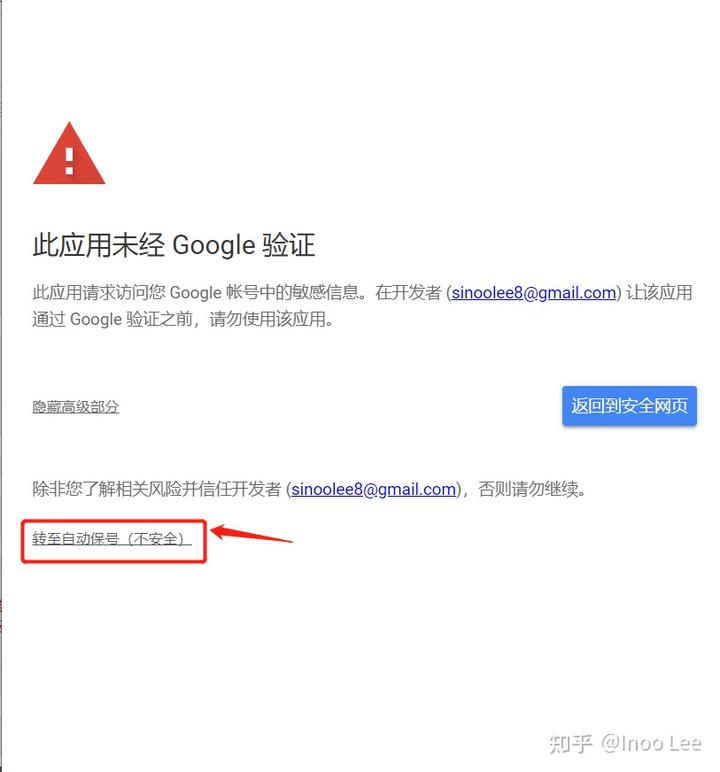 此应用未经 Google 验证
此应用请求访问您 Google 帐号中的敏感信息。在开发者 (sinoolee8@gmail.com) 让该应用
通过 Google 验证之前，请勿使用该应用。
隐藏高级部分
返回到安全网页
除非您了解相关风险并信任开发者 (sinoolee8@gmail.com)，否则请勿继续。
转至自动保号（不安全）
知乎 @Inoo Lee